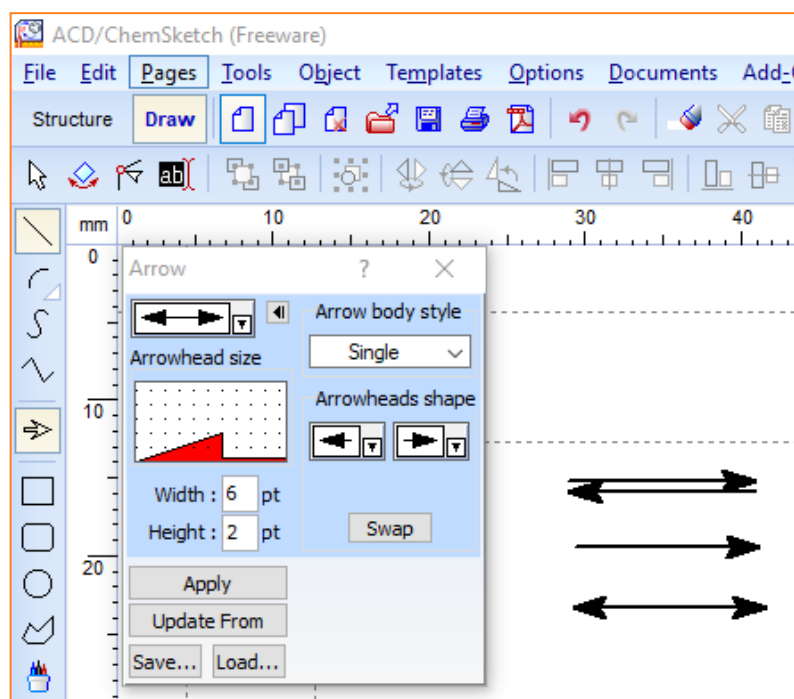 ACD/ChemSketch (Freeware)
File Edit Pages Tools Object Templates Options Documents Add-
Structure Draw
ab
mm 0 10 20 30 40
0
Arrow ? X
Arrow body style
Single
Arrowhead size
Arrowheads shape
10
Width : 6 pt
Height : 2 pt
Swap
20
Apply
Update From
Save... Load...